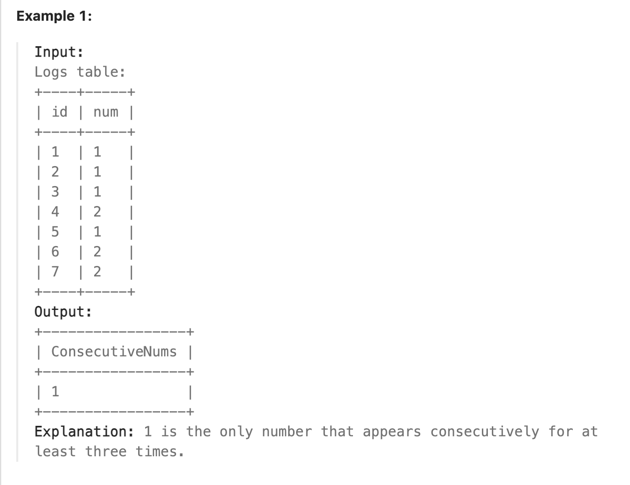 Example 1:
Input:
Logs table:
+----+-----+
| id | num |
+----+-----+
| 1  | 1   |
| 2  | 1   |
| 3  | 1   |
| 4  | 2   |
| 5  | 1   |
| 6  | 2   |
| 7  | 2   |
+----+-----+
Output:
+-----------------+
| ConsecutiveNums |
+-----------------+
| 1               |
+-----------------+
Explanation: 1 is the only number that appears consecutively for at
least three times.